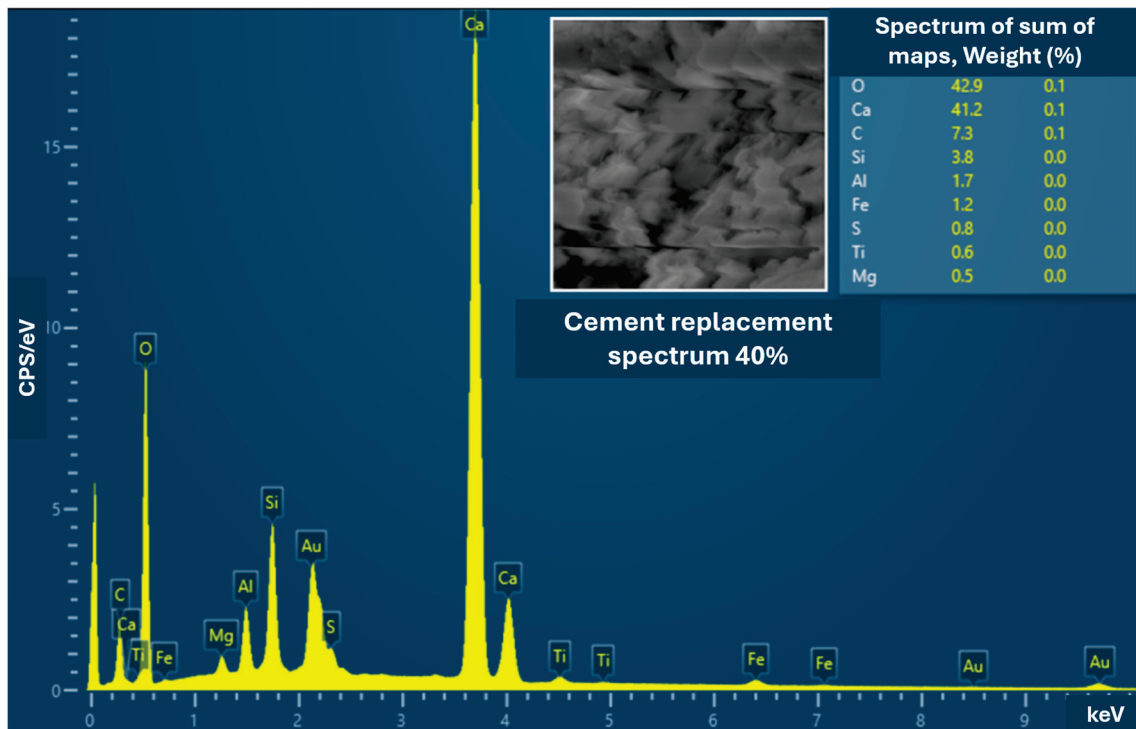 Spectrum of sum of
maps, Weight (%)
O 42.9 0.1
Ca 41.2 0.1
C 7.3 0.1
Si 3.8 0.0
Al 1.7 0.0
Fe 1.2 0.0
S 0.8 0.0
Ti 0.6 0.0
Mg 0.5 0.0
Cement replacement
spectrum 40%
CPS/eV
15
10
5
0
C
Ca
Ti
O
Fe
Mg
Al
Si
Au
S
Ca
Ca
Ti
Ti
Fe
Fe
Au
Au
0 1 2 3 4 5 6 7 8 9 keV